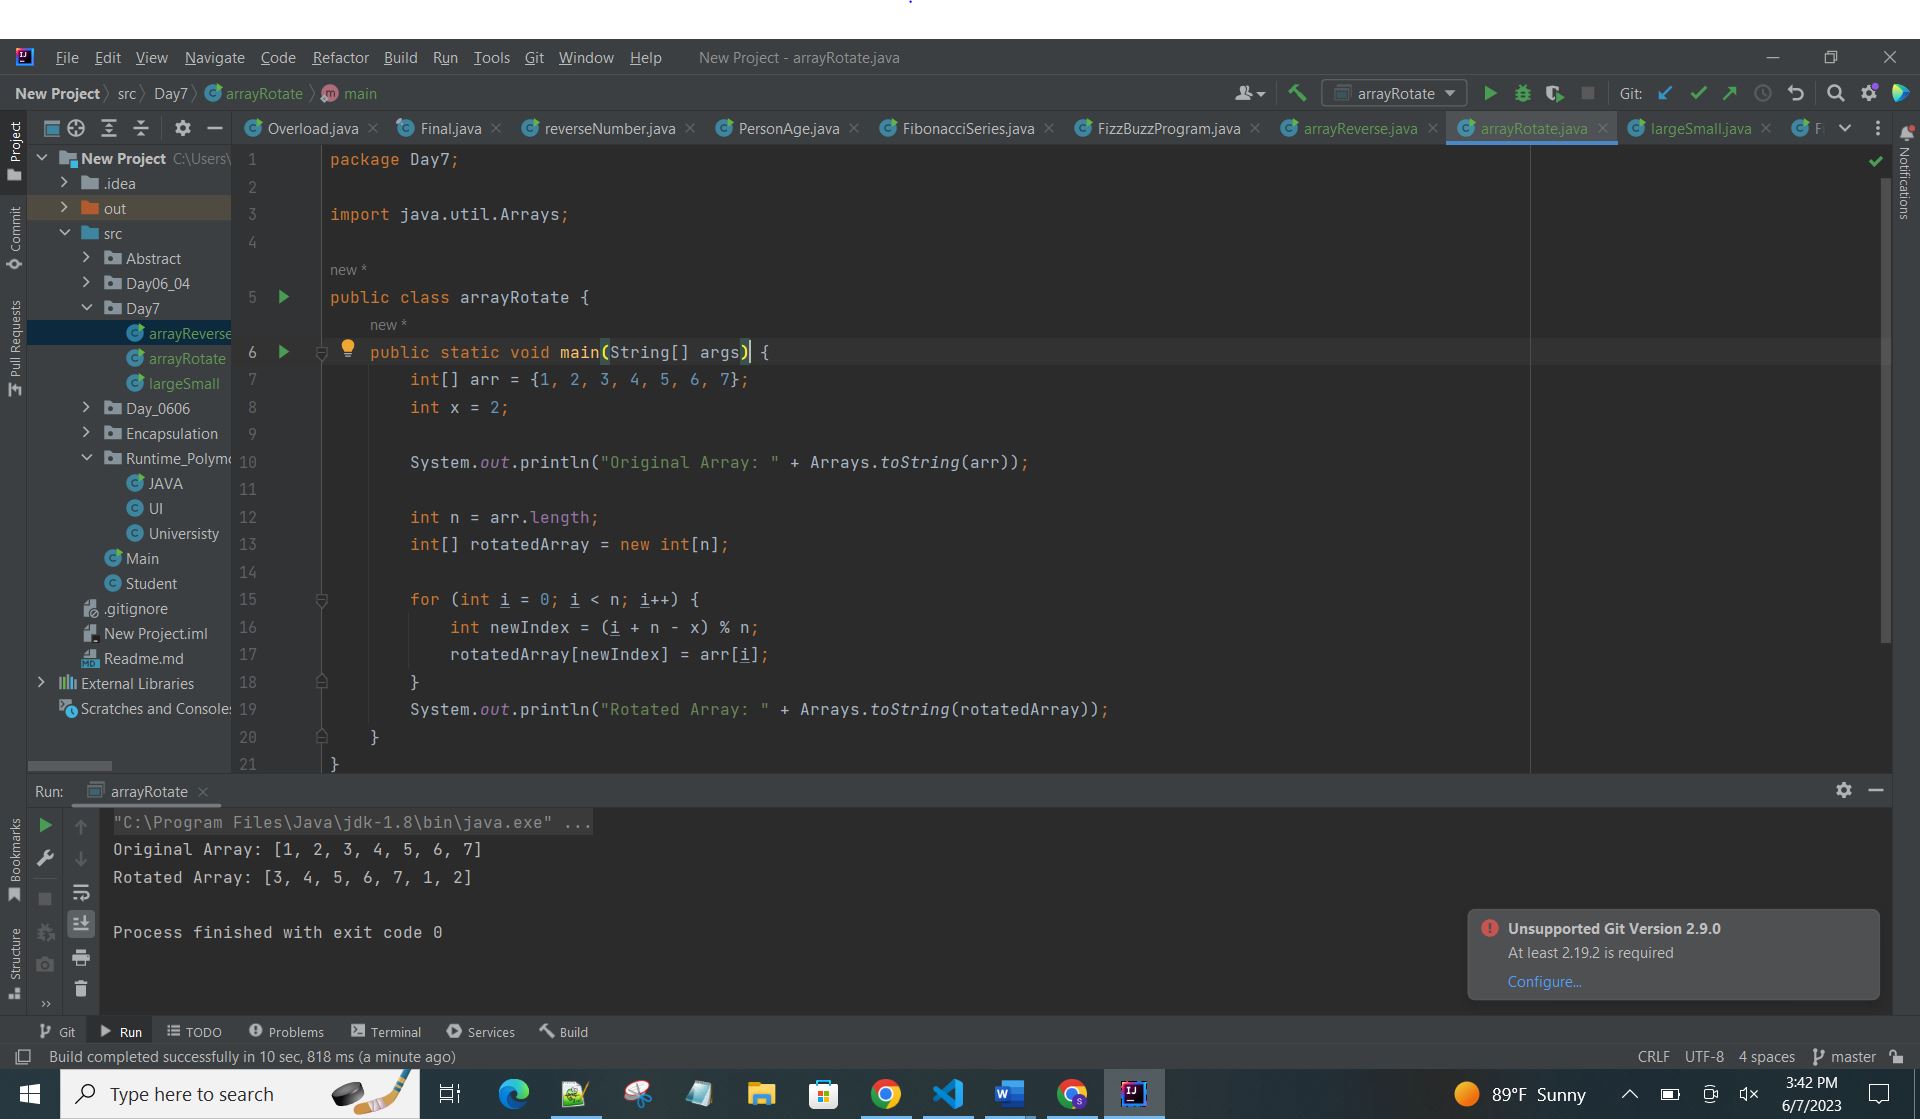 File Edit View Navigate Code Refactor Build Run Tools Git Window Help New Project - arrayRotate.java
New Project src Day7 arrayRotate main
arrayRotate Git:
Overload.java Final.java reverseNumber.java PersonAge.java FibonacciSeries.java FizzBuzzProgram.java arrayReverse.java arrayRotate.java largeSmall.java
Project
Commit
Pull Requests
Bookmarks
Structure
Notifications
New Project C:\Users\
.idea
out
src
Abstract
Day06_04
Day7
arrayReverse
arrayRotate
largeSmall
Day_0606
Encapsulation
Runtime_Polymo
JAVA
UI
Universisty
Main
Student
.gitignore
New Project.iml
Readme.md
External Libraries
Scratches and Consoles
1 package Day7;
2
3 import java.util.Arrays;
4
new *
5 public class arrayRotate {
new *
6 public static void main(String[] args) {
7 int[] arr = {1, 2, 3, 4, 5, 6, 7};
8 int x = 2;
9
10 System.out.println("Original Array: " + Arrays.toString(arr));
11
12 int n = arr.length;
13 int[] rotatedArray = new int[n];
14
15 for (int i = 0; i < n; i++) {
16 int newIndex = (i + n - x) % n;
17 rotatedArray[newIndex] = arr[i];
18 }
19 System.out.println("Rotated Array: " + Arrays.toString(rotatedArray));
20 }
21 }
Run: arrayRotate
"C:\Program Files\Java\jdk-1.8\bin\java.exe" ...
Original Array: [1, 2, 3, 4, 5, 6, 7]
Rotated Array: [3, 4, 5, 6, 7, 1, 2]
Process finished with exit code 0
Unsupported Git Version 2.9.0
At least 2.19.2 is required
Configure...
Git Run TODO Problems Terminal Services Build
Build completed successfully in 10 sec, 818 ms (a minute ago) CRLF UTF-8 4 spaces master
Type here to search 89°F Sunny
3:42 PM
6/7/2023